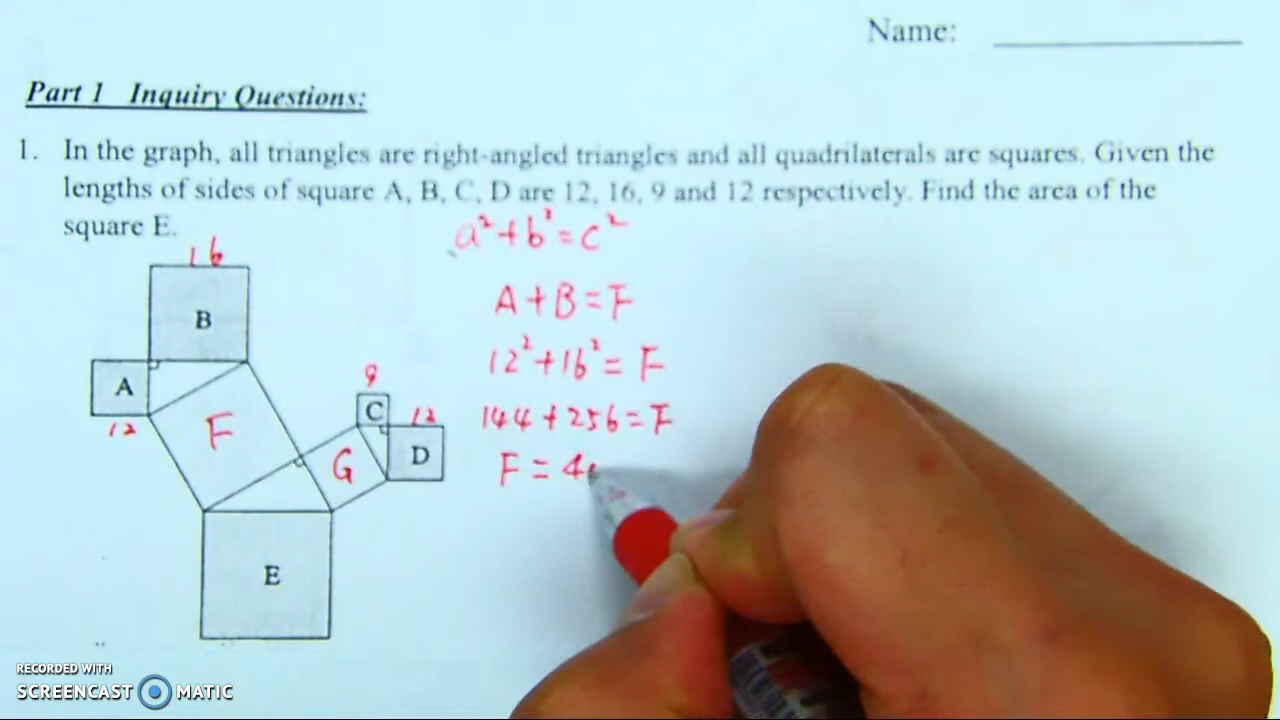 Name:
Part 1 Inquiry Questions:
1. In the graph, all triangles are right-angled triangles and all quadrilaterals are squares. Given the
lengths of sides of square A, B, C, D are 12, 16, 9 and 12 respectively. Find the area of the
square E.
a² + b² = c²
16
B
A + B = F
12² + 16² = F
A
9
C
12
D
144 + 256 = F
12
F
G
F = 4
E
RECORDED WITH
SCREENCAST MATIC